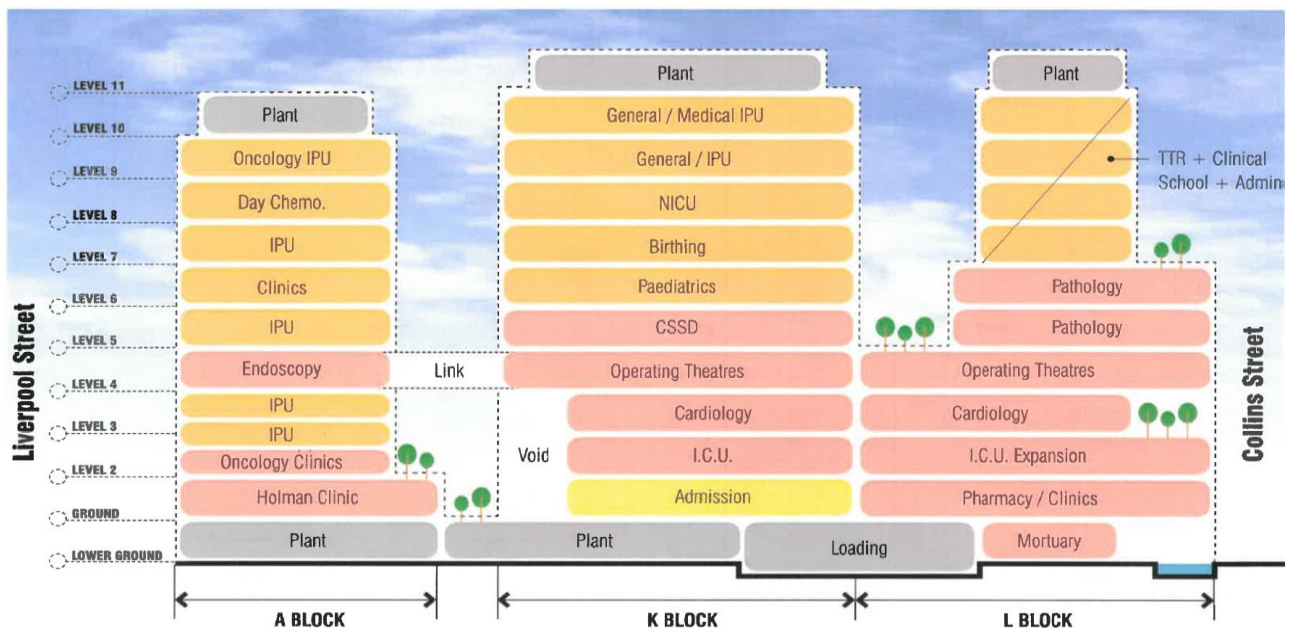 Liverpool Street
LEVEL 11
LEVEL 10
LEVEL 9
LEVEL 8
LEVEL 7
LEVEL 6
LEVEL 5
LEVEL 4
LEVEL 3
LEVEL 2
GROUND
LOWER GROUND
Plant
Oncology IPU
Day Chemo.
IPU
Clinics
IPU
Endoscopy
IPU
IPU
Oncology Clinics
Holman Clinic
Plant
Link
Void
Plant
General / Medical IPU
General / IPU
NICU
Birthing
Paediatrics
CSSD
Operating Theatres
Cardiology
I.C.U.
Admission
Plant
Loading
Plant
TTR + Clinical
School + Admin
Pathology
Pathology
Operating Theatres
Cardiology
I.C.U. Expansion
Pharmacy / Clinics
Mortuary
Collins Street
A BLOCK
K BLOCK
L BLOCK